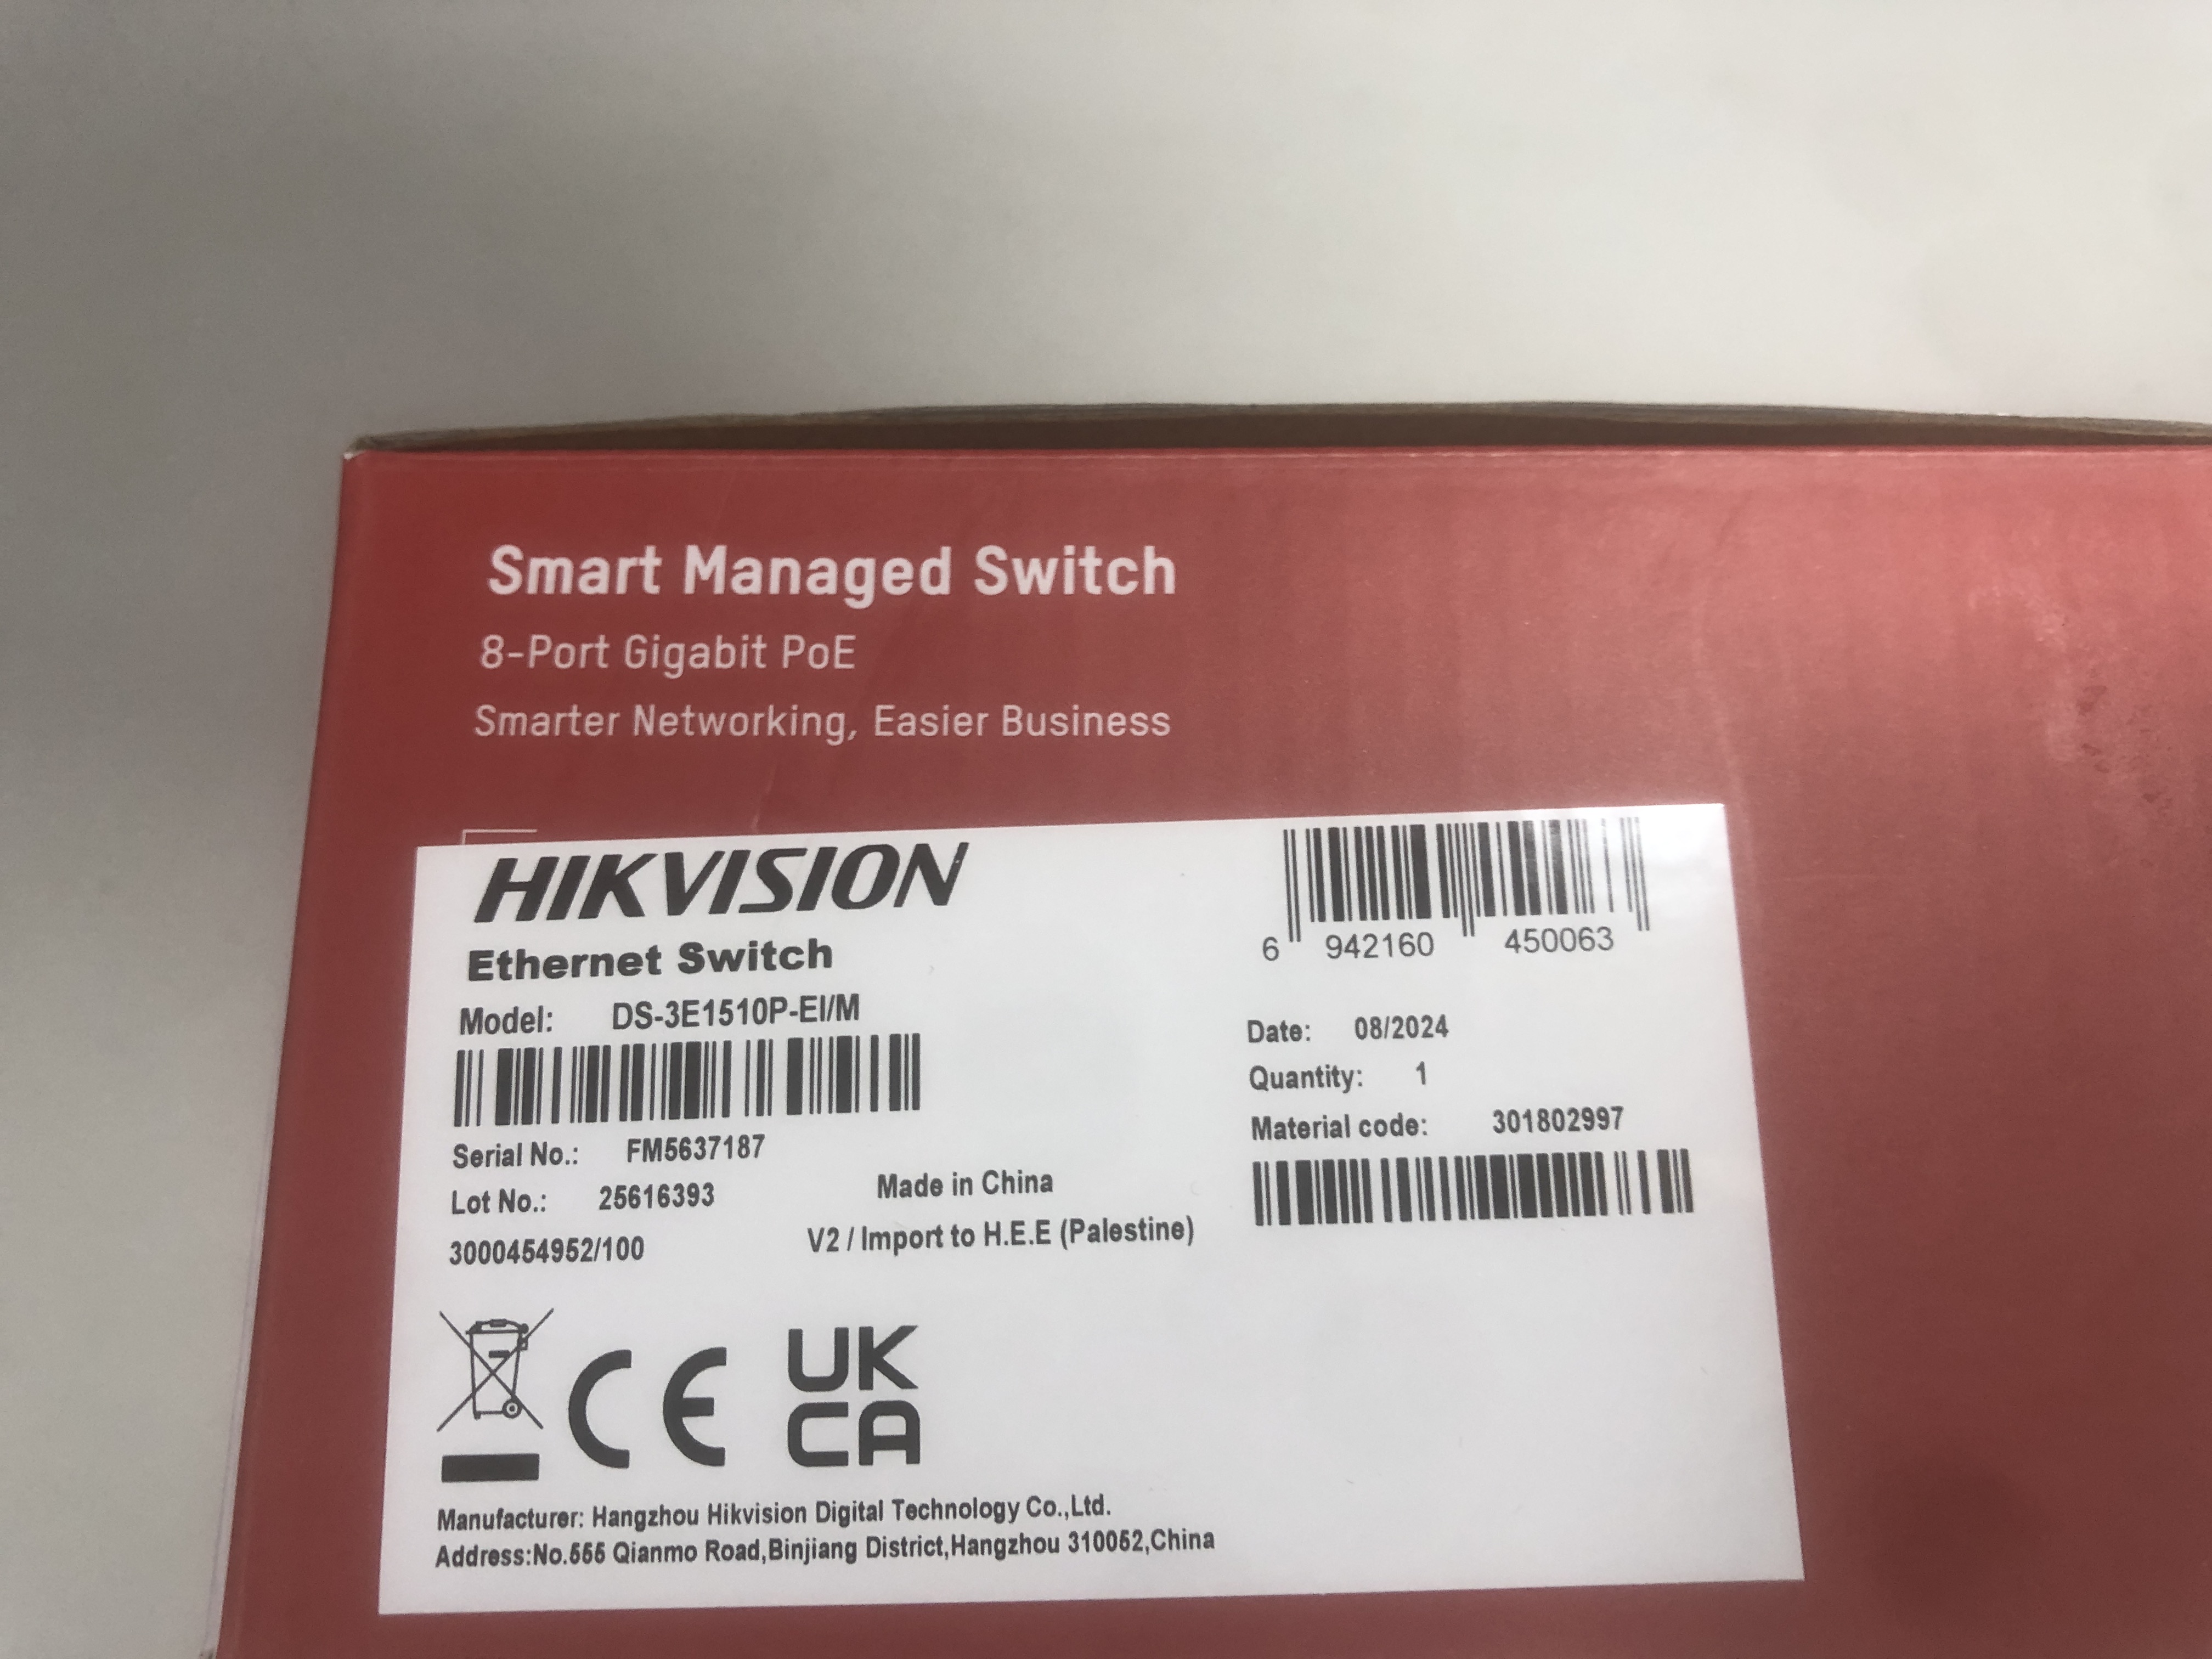 Smart Managed Switch
8-Port Gigabit PoE
Smarter Networking, Easier Business
HIKVISION
Ethernet Switch
Model: DS-3E1510P-EI/M
Serial No.: FM5637187
Lot No.: 25616393
3000454952/100
Made in China
V2 / Import to H.E.E (Palestine)
6 942160 450063
Date: 08/2024
Quantity: 1
Material code: 301802997
CE
UK
CA
Manufacturer: Hangzhou Hikvision Digital Technology Co.,Ltd.
Address:No.555 Qianmo Road,Binjiang District,Hangzhou 310052,China